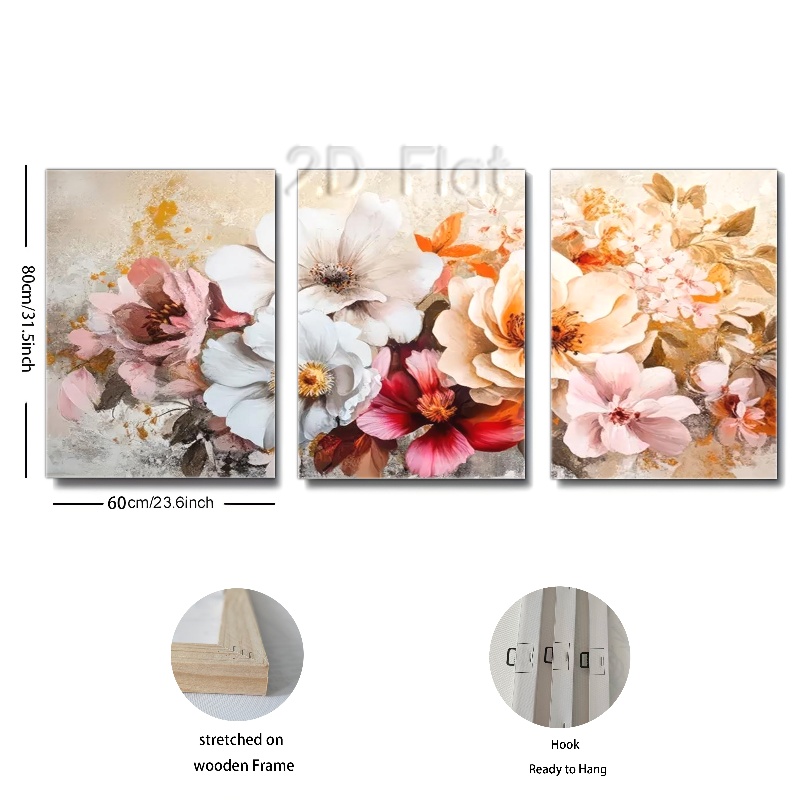 2D Flat
80cm/31.5inch
60cm/23.6inch
stretched on
wooden Frame
Hook
Ready to Hang